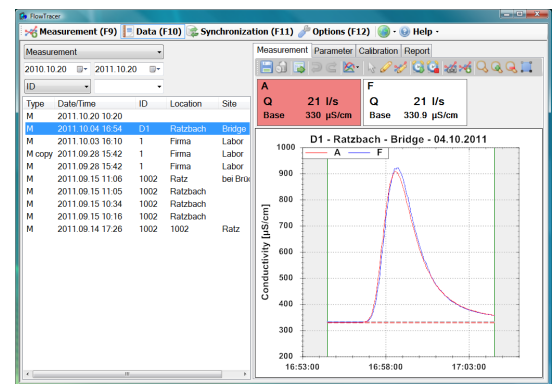 FlowTracer
Measurement (F9) Data (F10) Synchronization (F11) Options (F12) Help
Measurement
2010.10.20 2011.10.20
ID
Type Date/Time ID Location Site
M 2011.10.20 10:20
M 2011.10.04 16:54 D1 Ratzbach Bridge
M 2011.10.03 16:10 1 Firma Labor
M copy 2011.09.28 15:42 1 Firma Labor
M 2011.09.28 15:42 1 Firma Labor
M 2011.09.15 11:06 1002 Ratz bei Brü
M 2011.09.15 11:05 1002 Ratzbach
M 2011.09.15 10:34 1002 Ratzbach
M 2011.09.15 10:16 1002 Ratzbach
M 2011.09.14 17:26 1002 1002 Ratz
Measurement Parameter Calibration Report
A
Q 21 l/s
Base 330 µS/cm
F
Q 21 l/s
Base 330.9 µS/cm
D1 - Ratzbach - Bridge - 04.10.2011
A F
Conductivity [µS/cm]
1000
900
800
700
600
500
400
300
200
16:53:00 16:58:00 17:03:00